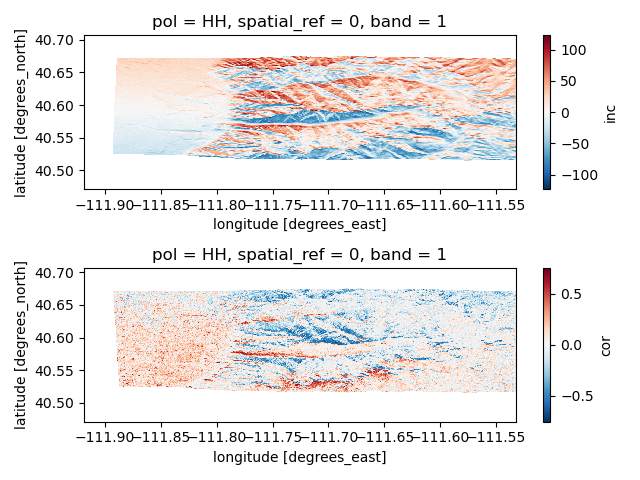 pol = HH, spatial_ref = 0, band = 1
latitude [degrees_north]
40.70
40.65
40.60
40.55
40.50
−111.90 −111.85 −111.80 −111.75 −111.70 −111.65 −111.60 −111.55
longitude [degrees_east]
100
50
0
−50
−100
inc
pol = HH, spatial_ref = 0, band = 1
latitude [degrees_north]
40.70
40.65
40.60
40.55
40.50
−111.90 −111.85 −111.80 −111.75 −111.70 −111.65 −111.60 −111.55
longitude [degrees_east]
0.5
0.0
−0.5
cor